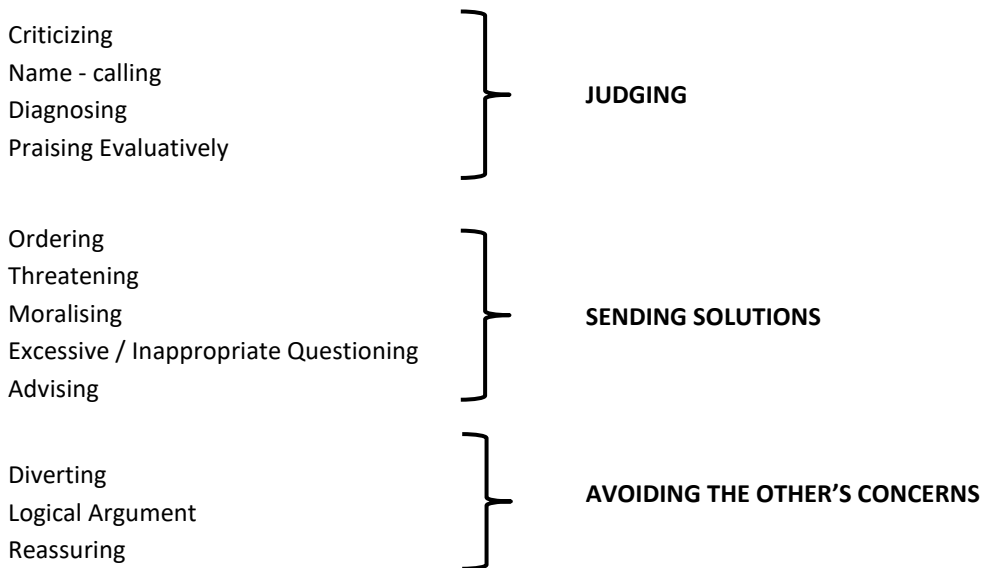 Criticizing
Name - calling
Diagnosing
Praising Evaluatively
JUDGING
Ordering
Threatening
Moralising
Excessive / Inappropriate Questioning
Advising
SENDING SOLUTIONS
Diverting
Logical Argument
Reassuring
AVOIDING THE OTHER’S CONCERNS